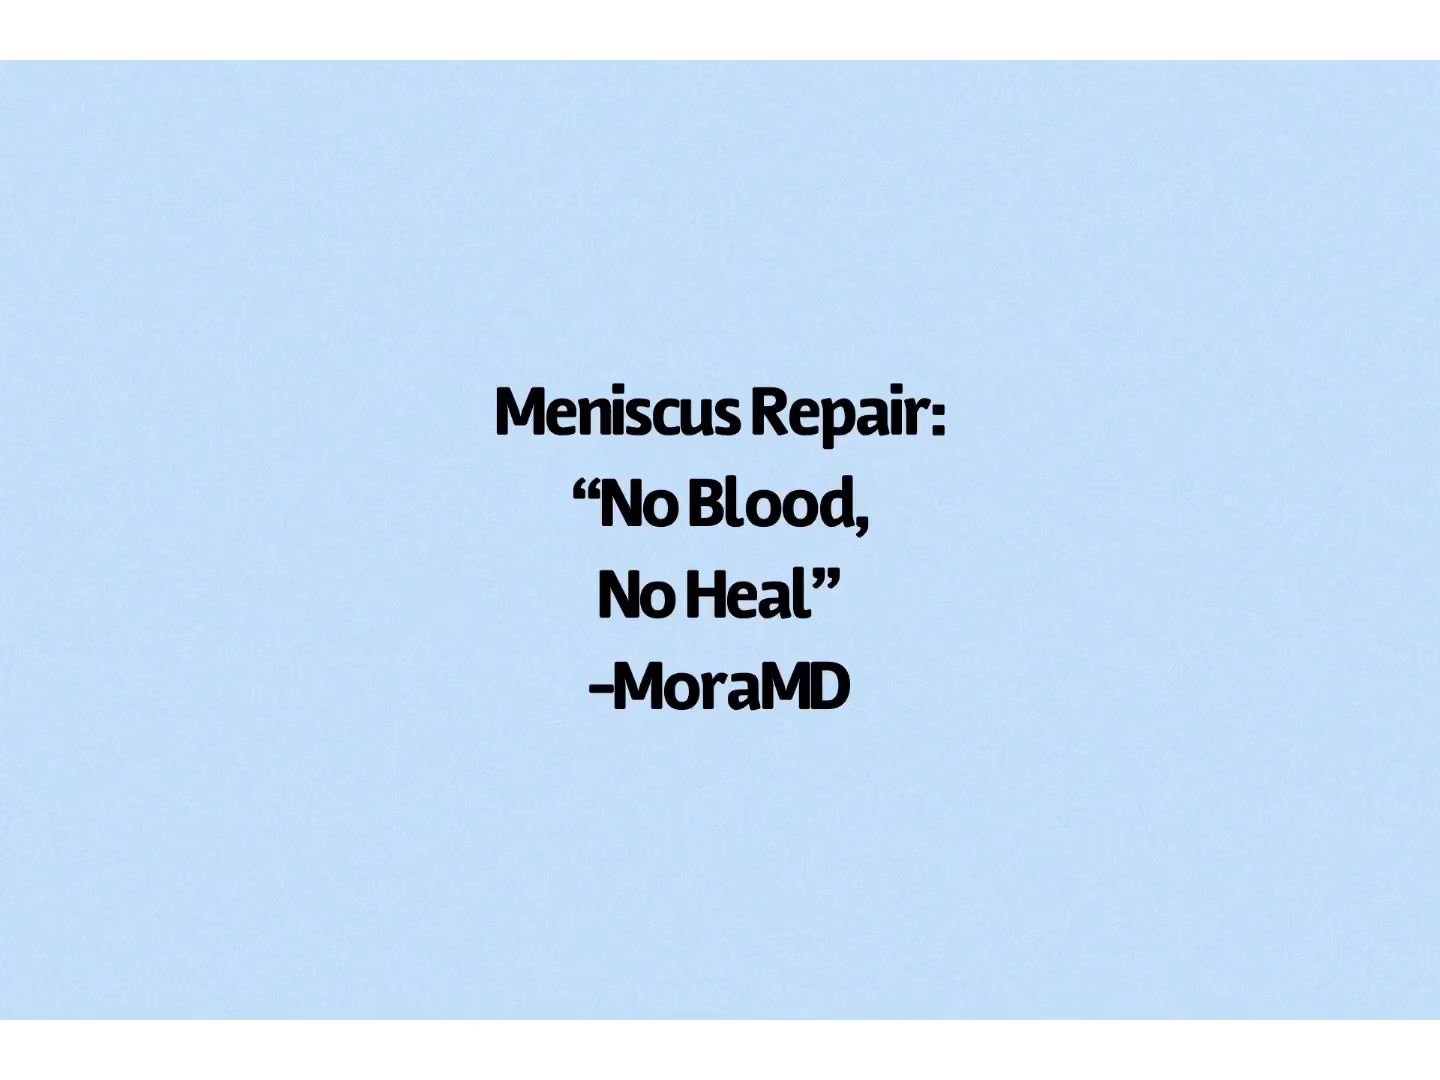 Meniscus Repair:
“No Blood,
No Heal”
-MoraMD